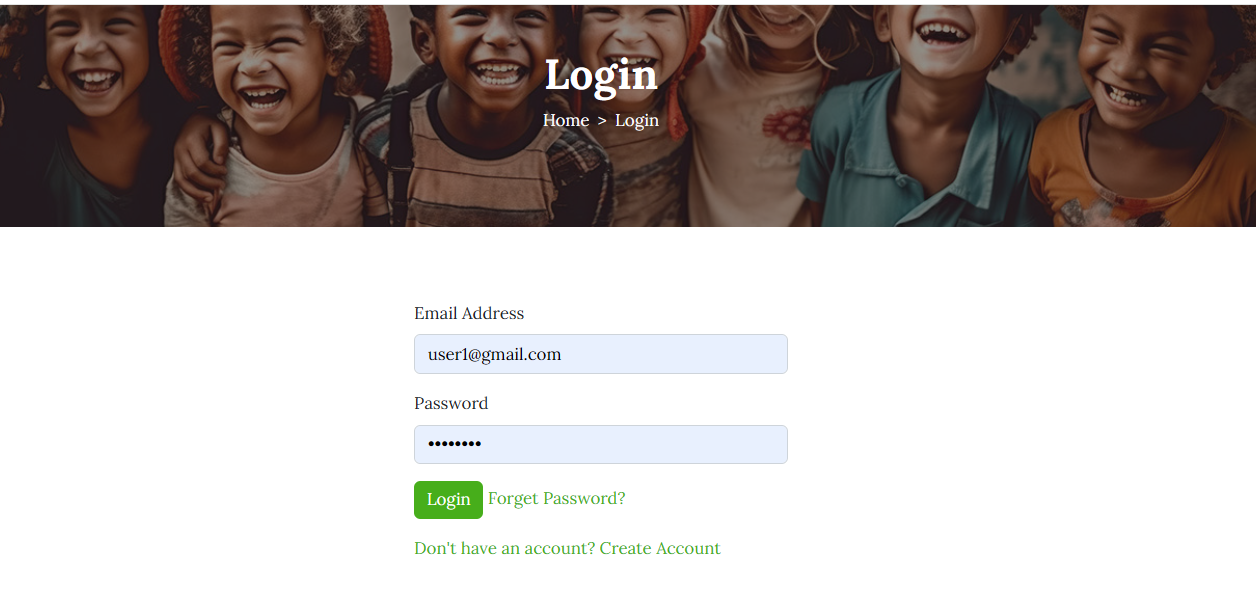 Login
Home > Login
Email Address
user1@gmail.com
Password
••••••••
Login Forget Password?
Don't have an account? Create Account